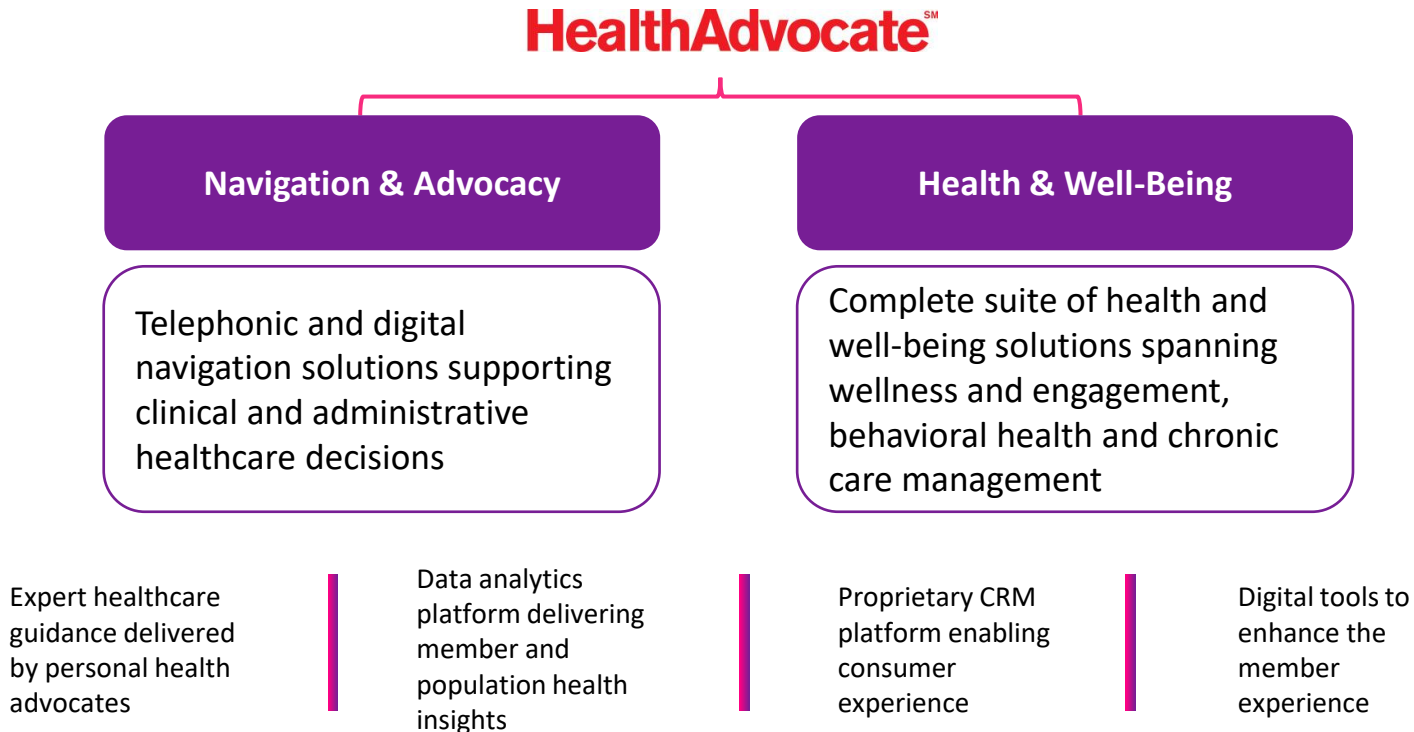 HealthAdvocate℠
Navigation & Advocacy
Health & Well-Being
Telephonic and digital
navigation solutions supporting
clinical and administrative
healthcare decisions
Complete suite of health and
well-being solutions spanning
wellness and engagement,
behavioral health and chronic
care management
Expert healthcare
guidance delivered
by personal health
advocates
Data analytics
platform delivering
member and
population health
insights
Proprietary CRM
platform enabling
consumer
experience
Digital tools to
enhance the
member
experience